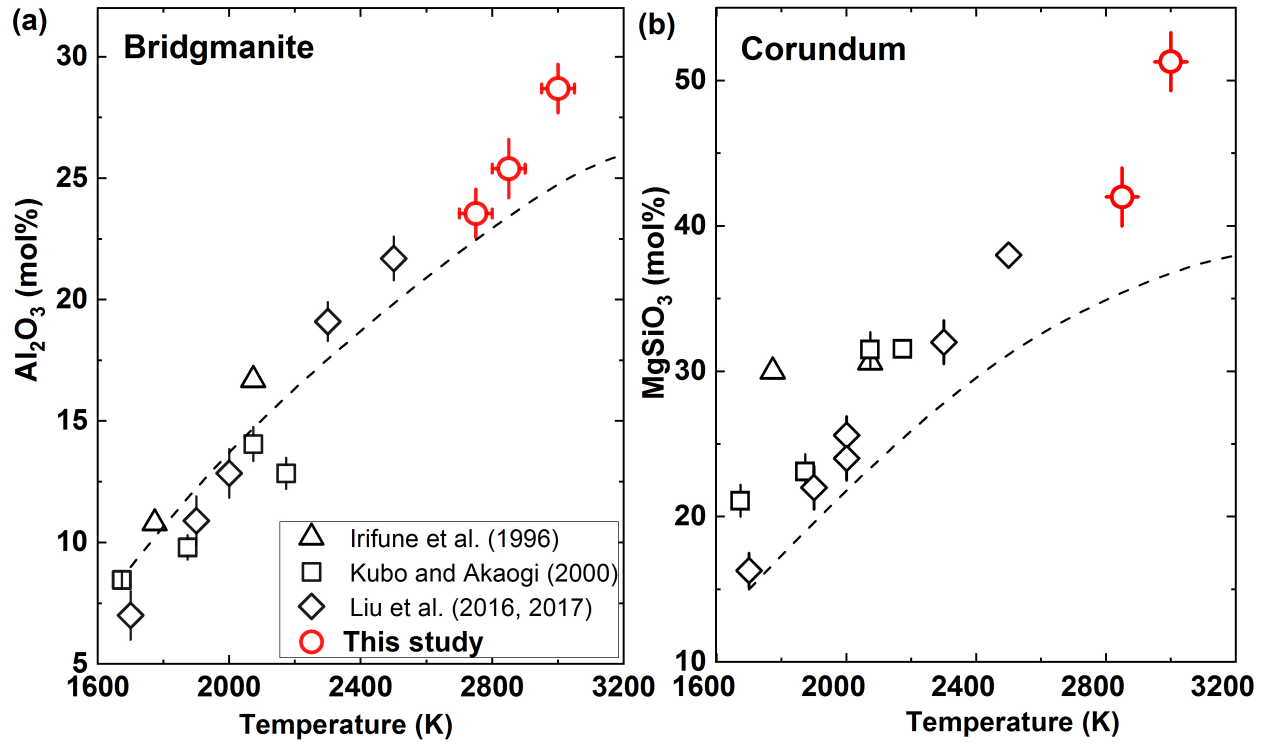 (a)
Bridgmanite
30
25
20
15
10
5
Al2O3 (mol%)
1600
2000
2400
2800
3200
Temperature (K)
Irifune et al. (1996)
Kubo and Akaogi (2000)
Liu et al. (2016, 2017)
This study
(b)
Corundum
50
40
30
20
10
MgSiO3 (mol%)
1600
2000
2400
2800
3200
Temperature (K)